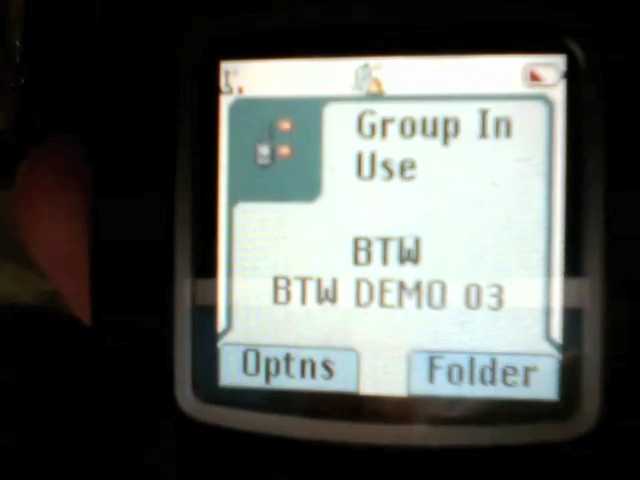 Group In
Use
BTW
BTW DEMO 03
Optns
Folder